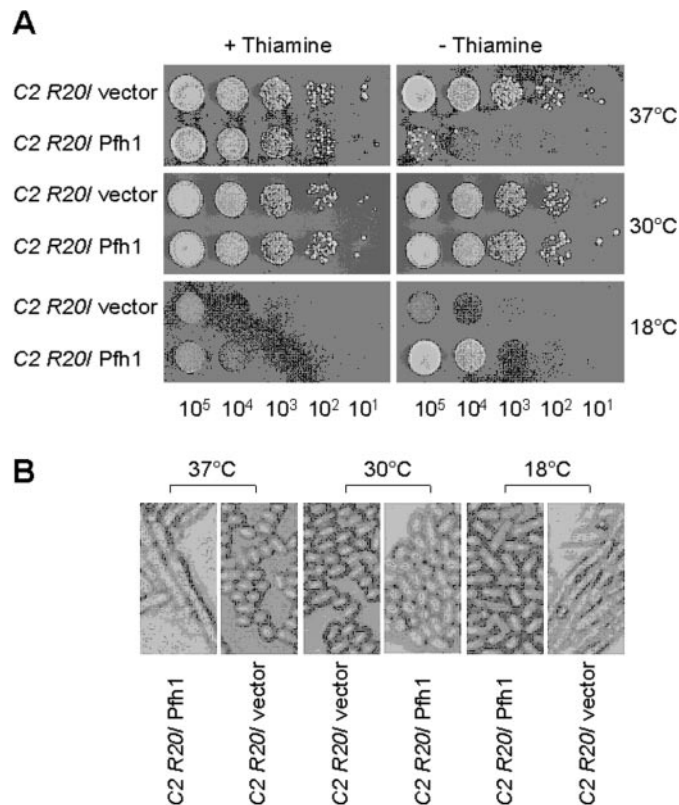 A
+ Thiamine
- Thiamine
C2 R20/ vector
C2 R20/ Pfh1
37°C
C2 R20/ vector
C2 R20/ Pfh1
30°C
C2 R20/ vector
C2 R20/ Pfh1
18°C
10⁵ 10⁴ 10³ 10² 10¹
10⁵ 10⁴ 10³ 10² 10¹
B
37°C
30°C
18°C
C2 R20/ Pfh1
C2 R20/ vector
C2 R20/ vector
C2 R20/ Pfh1
C2 R20/ Pfh1
C2 R20/ vector